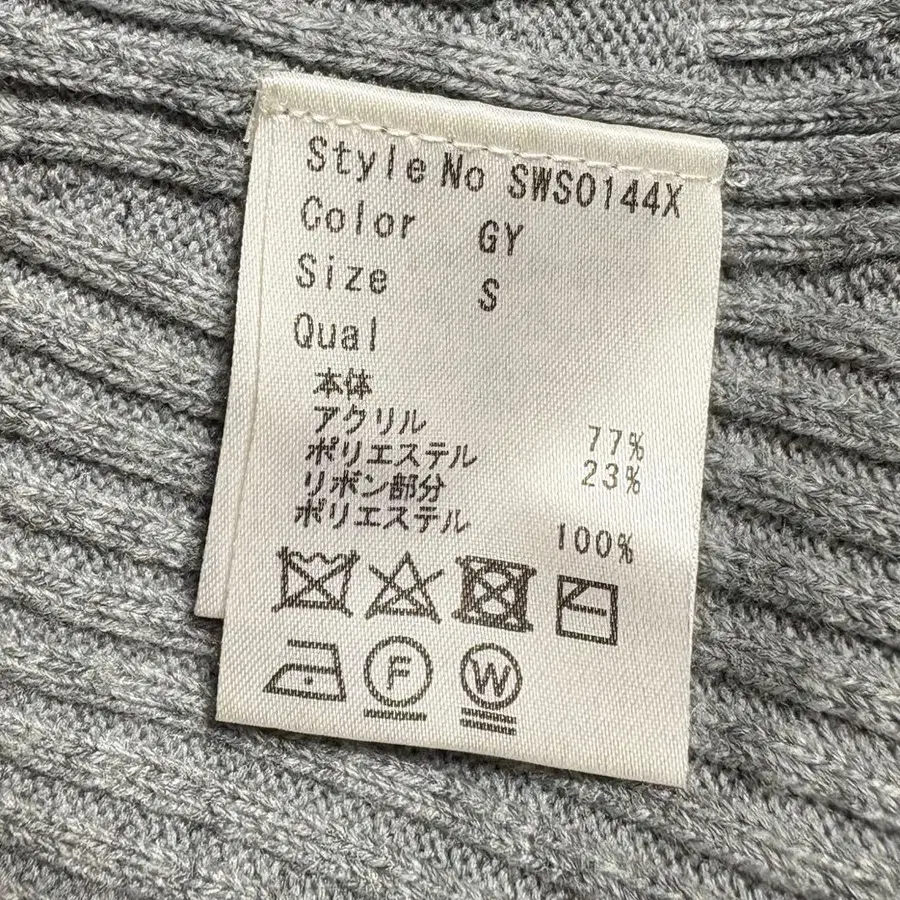 Style No SWS0144X
Color GY
Size S
Qual
本体
アクリル 77%
ポリエステル 23%
リボン部分
ポリエステル 100%
F W